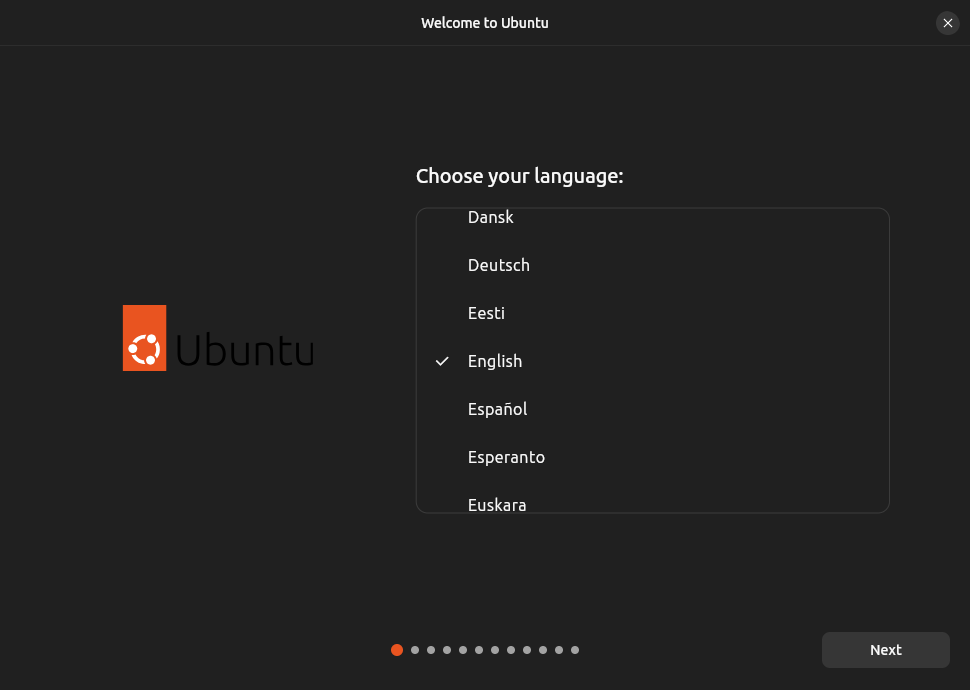 Welcome to Ubuntu
Choose your language:
Dansk
Deutsch
Eesti
English
Español
Esperanto
Euskara
Ubuntu
Next